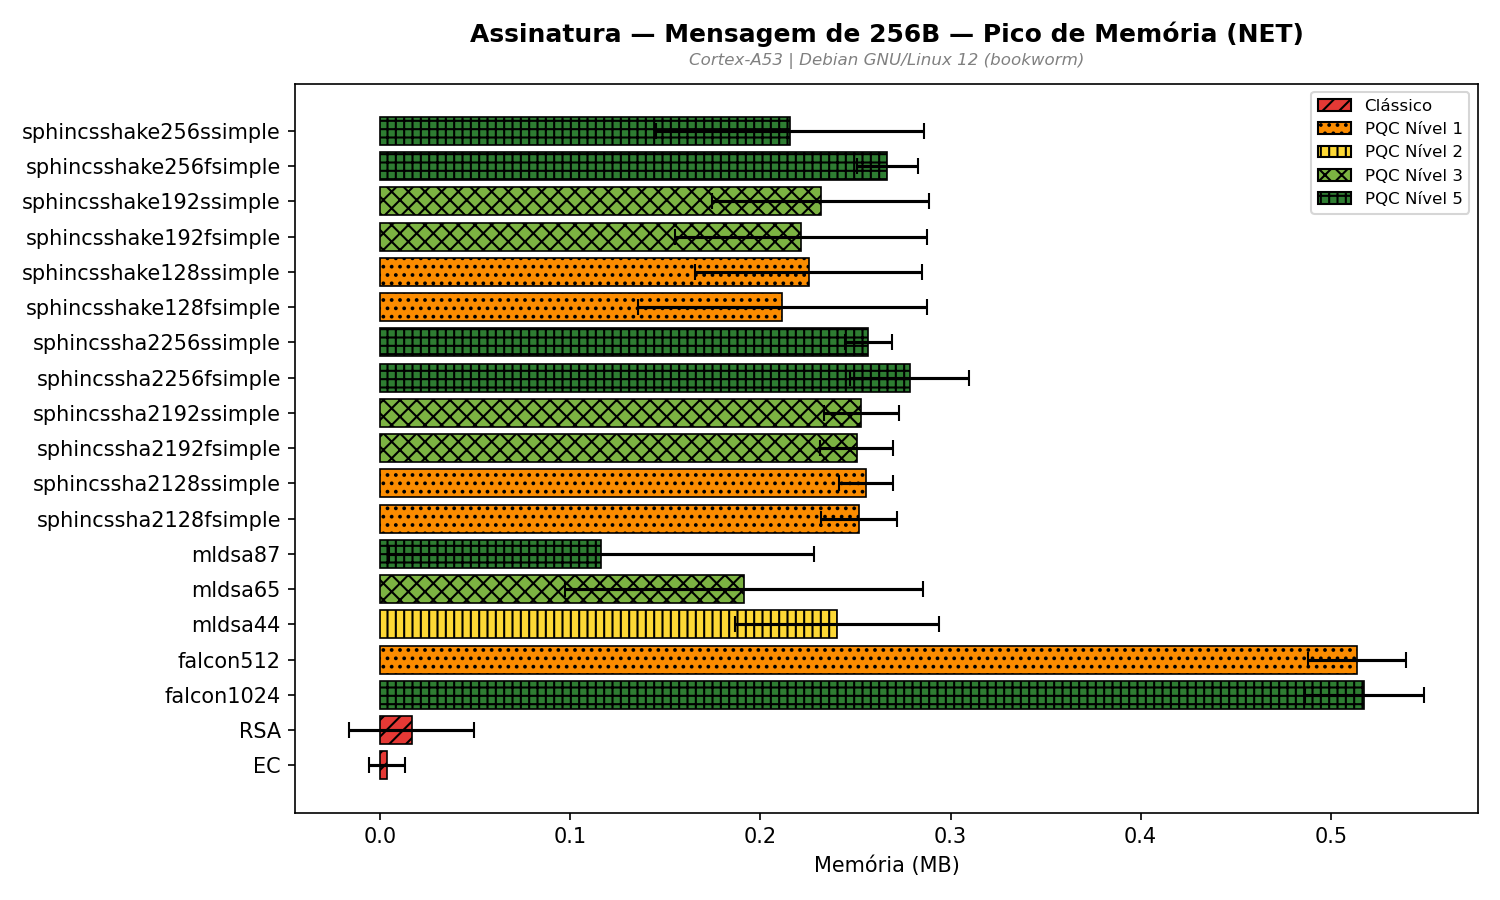 Assinatura — Mensagem de 256B — Pico de Memória (NET)
Cortex-A53 | Debian GNU/Linux 12 (bookworm)
Clássico
PQC Nível 1
PQC Nível 2
PQC Nível 3
PQC Nível 5
sphincsshake256ssimple
sphincsshake256fsimple
sphincsshake192ssimple
sphincsshake192fsimple
sphincsshake128ssimple
sphincsshake128fsimple
sphincssha2256ssimple
sphincssha2256fsimple
sphincssha2192ssimple
sphincssha2192fsimple
sphincssha2128ssimple
sphincssha2128fsimple
mldsa87
mldsa65
mldsa44
falcon512
falcon1024
RSA
EC
0.0 0.1 0.2 0.3 0.4 0.5
Memória (MB)